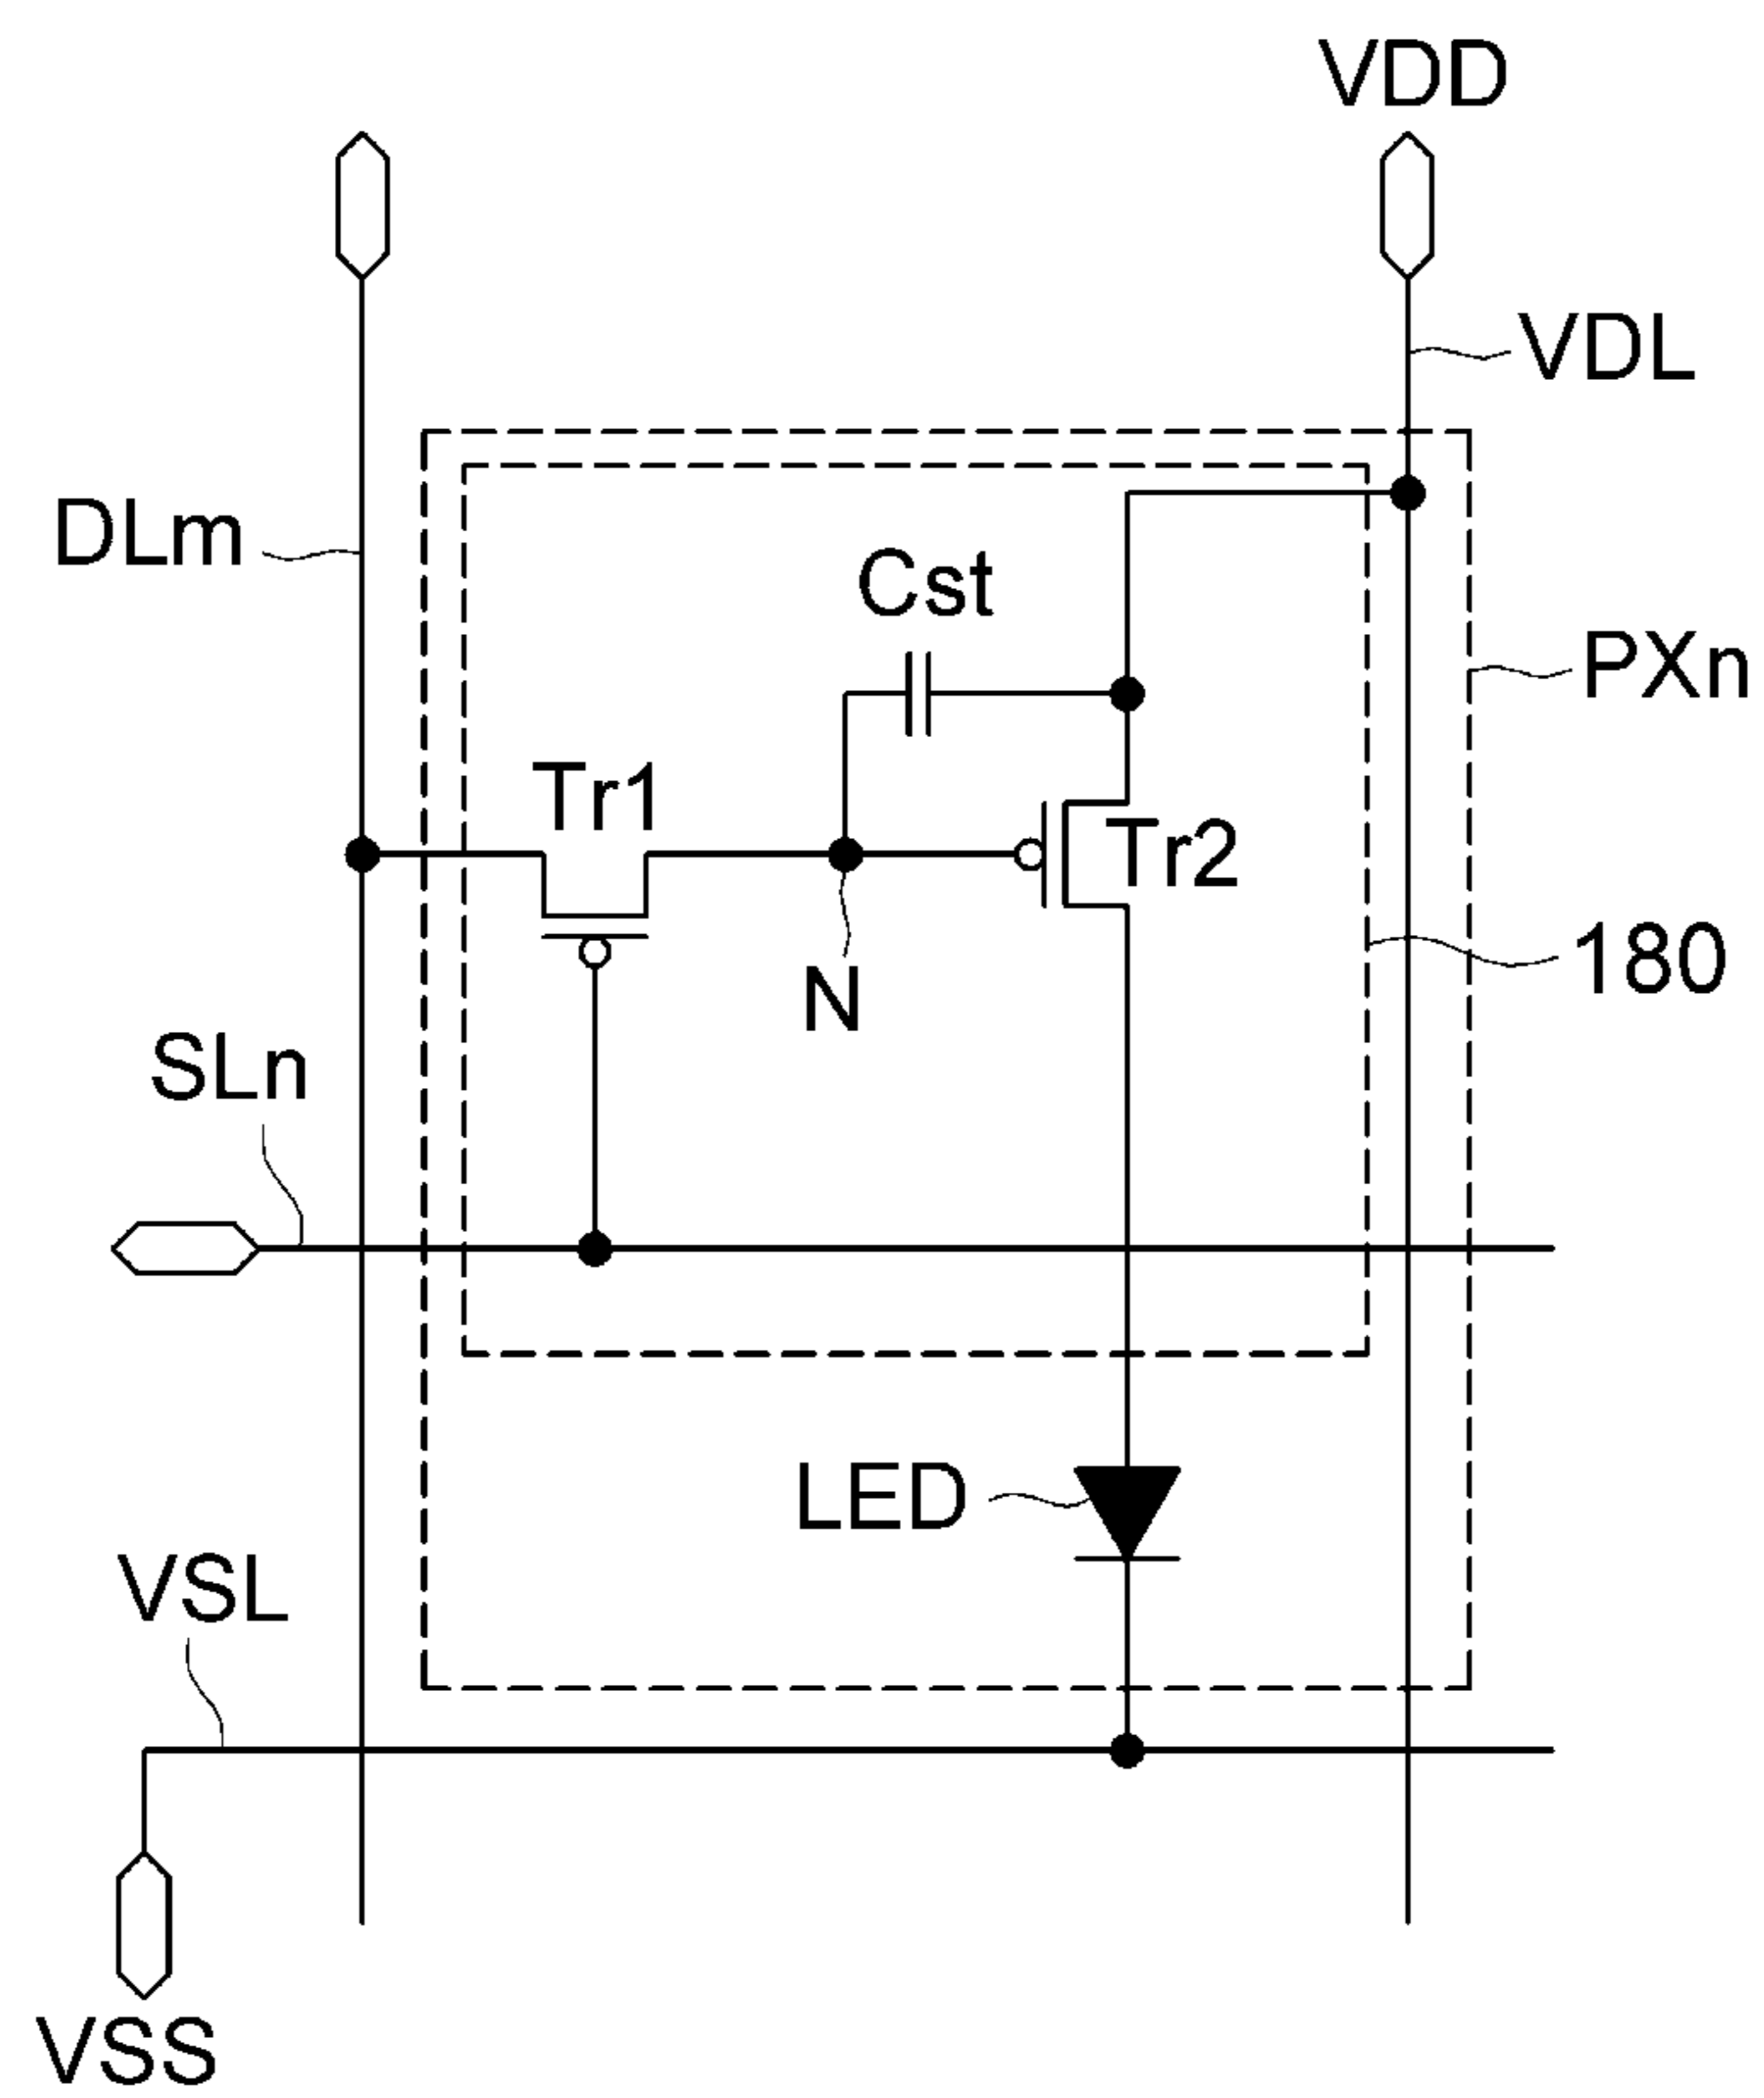 VDD
VDL
DLm
Cst
PXn
Tr1
Tr2
180
N
SLn
LED
VSL
VSS